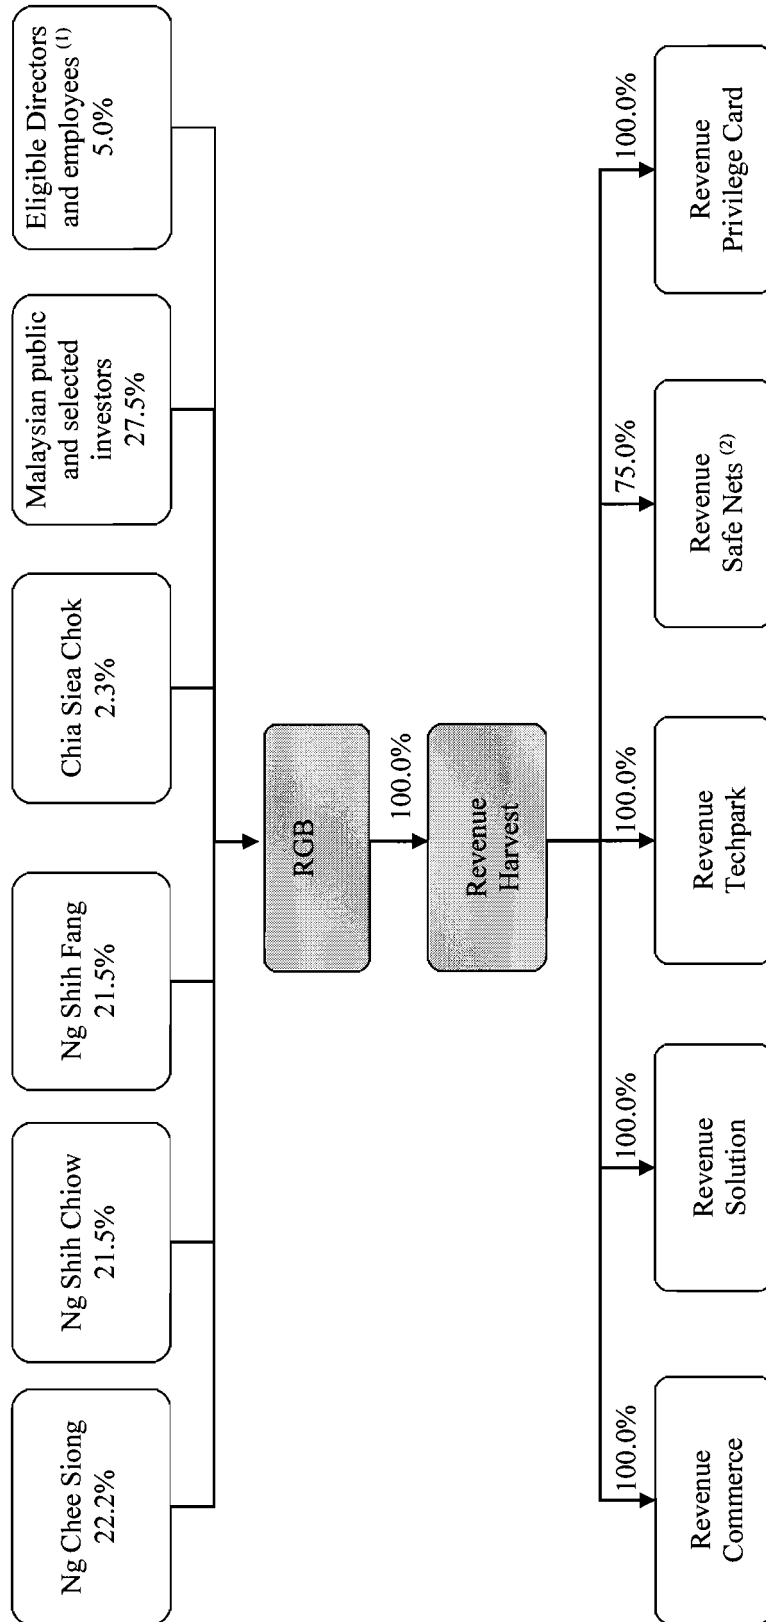 Ng Chee Siong
22.2%
Ng Shih Chiow
21.5%
Ng Shih Fang
21.5%
Chia Siea Chok
2.3%
Malaysian public
and selected
investors
27.5%
Eligible Directors
and employees (1)
5.0%
RGB
100.0%
Revenue
Harvest
100.0%
100.0%
100.0%
75.0%
100.0%
Revenue
Commerce
Revenue
Solution
Revenue
Techpark
Revenue
Safe Nets (2)
Revenue
Privilege Card